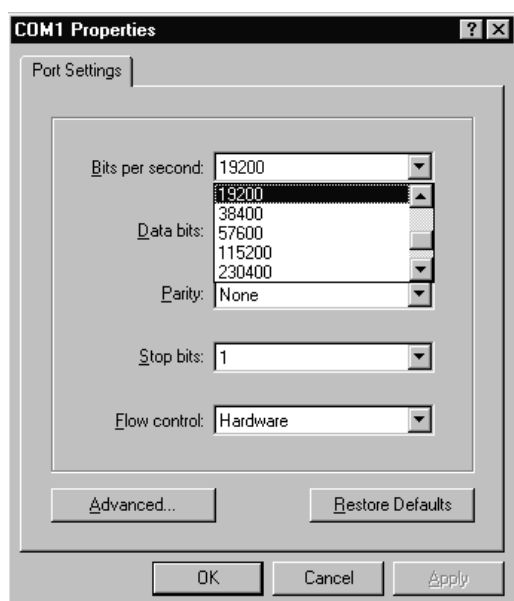 COM1 Properties
Port Settings
Bits per second: 19200
19200
38400
Data bits: 57600
115200
230400
Parity: None
Stop bits: 1
Flow control: Hardware
Advanced... Restore Defaults
OK Cancel Apply